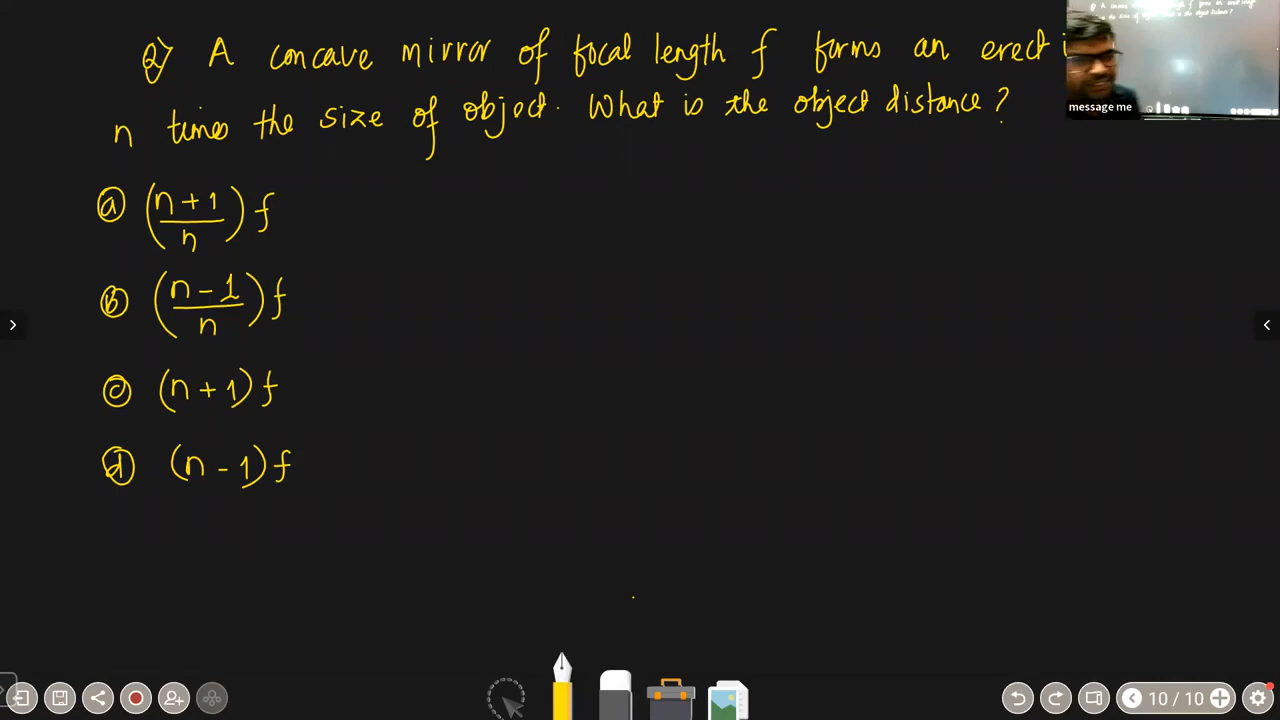 Q) A concave mirror of focal length f forms an erect
n times the size of object. What is the object distance?
message me
ⓐ (n + 1 / n) f
ⓑ (n - 1 / n) f
ⓒ (n + 1) f
ⓓ (n - 1) f
10 / 10